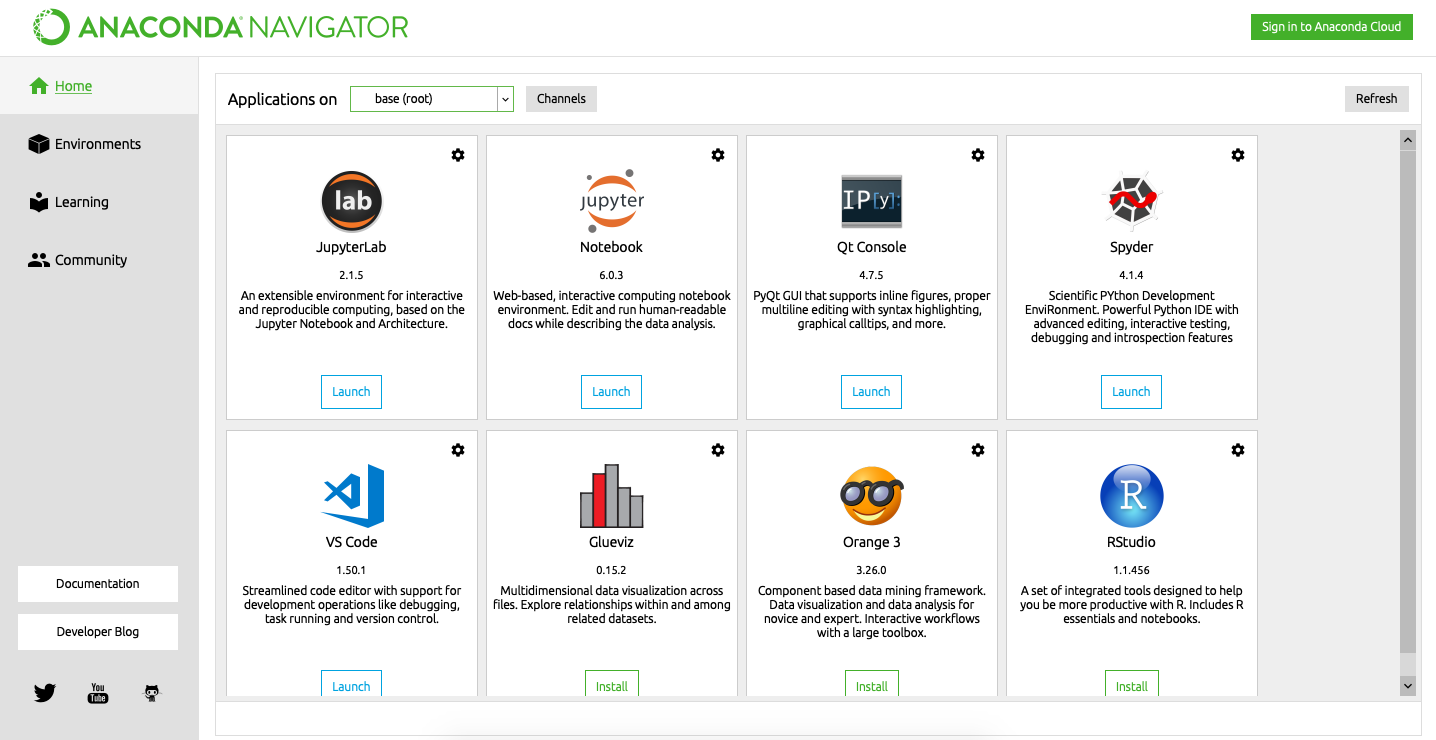 ANACONDA NAVIGATOR
Sign in to Anaconda Cloud
Home
Environments
Learning
Community
Documentation
Developer Blog
You
Tube
Applications on
base (root)
Channels
Refresh
lab
JupyterLab
2.1.5
An extensible environment for interactive
and reproducible computing, based on the
Jupyter Notebook and Architecture.
Launch
jupyter
Notebook
6.0.3
Web-based, interactive computing notebook
environment. Edit and run human-readable
docs while describing the data analysis.
Launch
IP[y]:
Qt Console
4.7.5
PyQt GUI that supports inline figures, proper
multiline editing with syntax highlighting,
graphical calltips, and more.
Launch
Spyder
4.1.4
Scientific PYthon Development
EnviRonment. Powerful Python IDE with
advanced editing, interactive testing,
debugging and introspection features
Launch
VS Code
1.50.1
Streamlined code editor with support for
development operations like debugging,
task running and version control.
Launch
Glueviz
0.15.2
Multidimensional data visualization across
files. Explore relationships within and among
related datasets.
Install
Orange 3
3.26.0
Component based data mining framework.
Data visualization and data analysis for
novice and expert. Interactive workflows
with a large toolbox.
Install
R
RStudio
1.1.456
A set of integrated tools designed to help
you be more productive with R. Includes R
essentials and notebooks.
Install